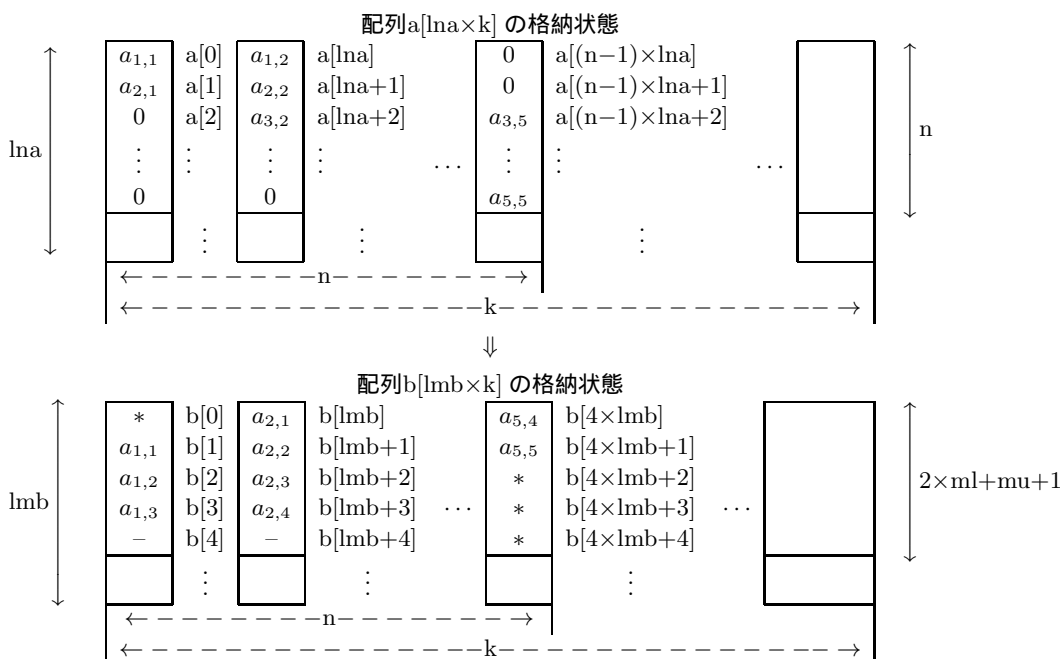 配列a[lna×k] の格納状態
a1,1 a[0] a1,2 a[lna] 0 a[(n−1)×lna]
a2,1 a[1] a2,2 a[lna+1] 0 a[(n−1)×lna+1]
0 a[2] a3,2 a[lna+2] a3,5 a[(n−1)×lna+2]
lna ⋮ ⋮ ⋮ ⋮ ⋯ ⋮ ⋮ ⋯ n
0 0 a5,5
⋮ ⋮ ⋮
←−−−−−−−n−−−−−−−→
←−−−−−−−−−−−−−k−−−−−−−−−−−−−→
⇓
配列b[lmb×k] の格納状態
∗ b[0] a2,1 b[lmb] a5,4 b[4×lmb]
a1,1 b[1] a2,2 b[lmb+1] a5,5 b[4×lmb+1]
a1,2 b[2] a2,3 b[lmb+2] ∗ b[4×lmb+2] 2×ml+mu+1
lmb a1,3 b[3] a2,4 b[lmb+3] ⋯ ∗ b[4×lmb+3] ⋯
– b[4] – b[lmb+4] ∗ b[4×lmb+4]
⋮ ⋮ ⋮
←−−−−−−−n−−−−−−−→
←−−−−−−−−−−−−−k−−−−−−−−−−−−−→